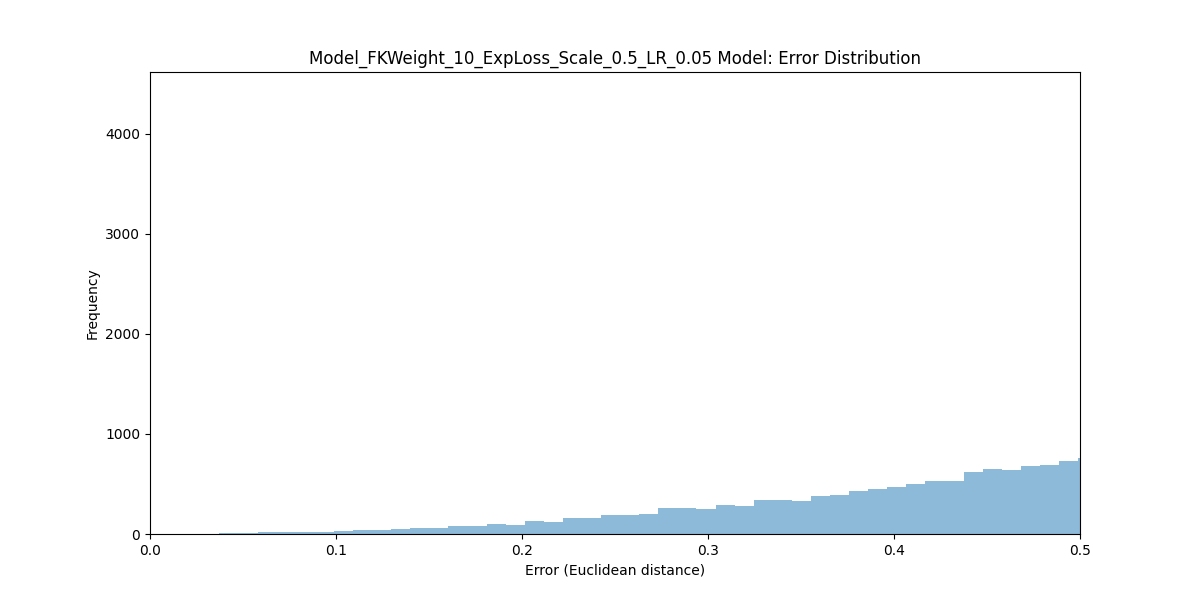 Model_FKWeight_10_ExpLoss_Scale_0.5_LR_0.05 Model: Error Distribution
Frequency
4000
3000
2000
1000
0
0.0 0.1 0.2 0.3 0.4 0.5
Error (Euclidean distance)